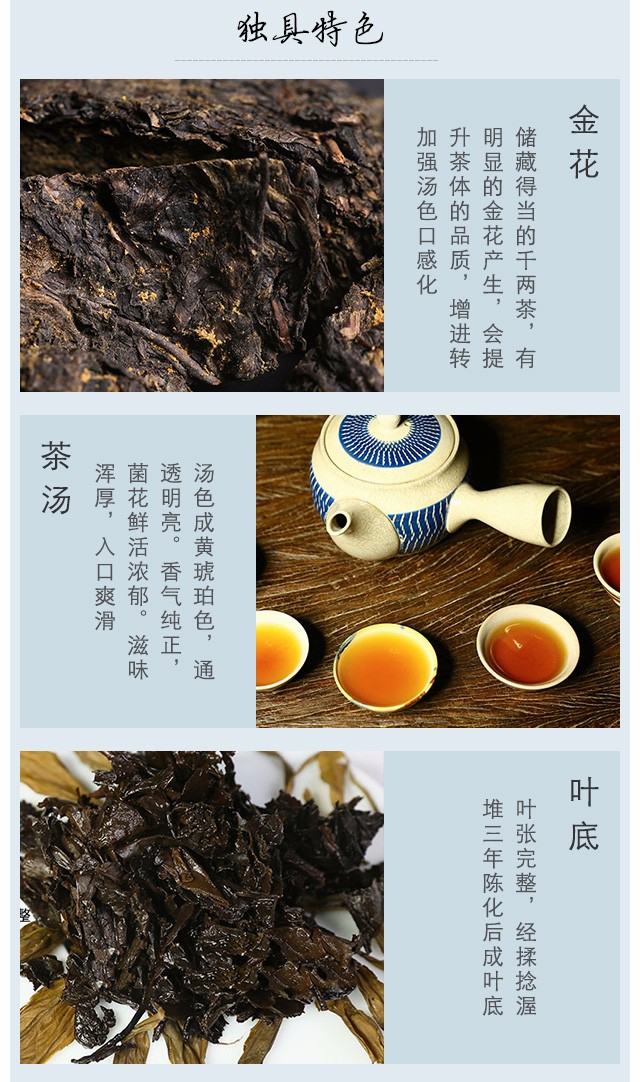 独具特色
金花
储藏得当的千两茶，有
明显的金花产生，会提
升茶体的品质，增进转
加强汤色口感化
茶汤
汤色成黄琥珀色，通
透明亮。香气纯正，
菌花鲜活浓郁。滋味
浑厚，入口爽滑
叶底
叶张完整，经揉捻渥
堆三年陈化后成叶底
整